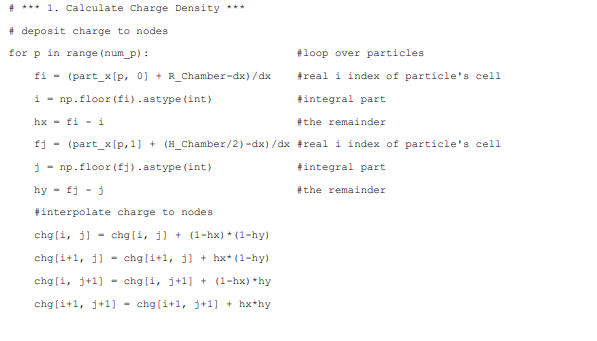 # *** 1. Calculate Charge Density ***
# deposit charge to nodes
for p in range(num_p): #loop over particles
fi = (part_x[p, 0] + R_Chamber-dx)/dx #real i index of particle's cell
i = np.floor(fi).astype(int) #integral part
hx = fi - i #the remainder
fj = (part_x[p,1] + (H_Chamber/2)-dx)/dx #real i index of particle's cell
j = np.floor(fj).astype(int) #integral part
hy = fj - j #the remainder
#interpolate charge to nodes
chg[i, j] = chg[i, j] + (1-hx)*(1-hy)
chg[i+1, j] = chg[i+1, j] + hx*(1-hy)
chg[i, j+1] = chg[i, j+1] + (1-hx)*hy
chg[i+1, j+1] = chg[i+1, j+1] + hx*hy